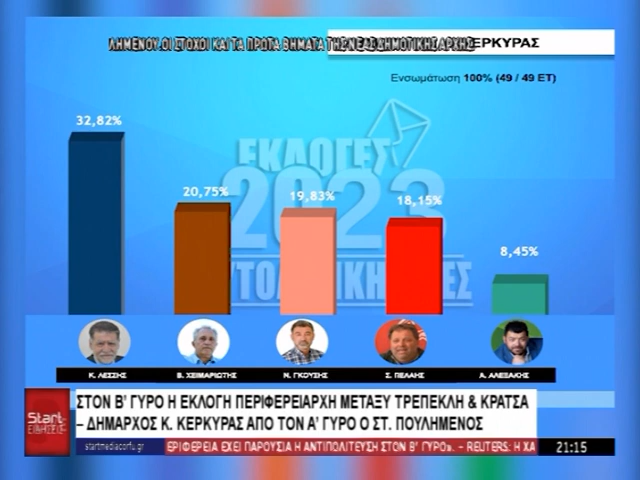 ΛΗΜΕΝΟΥ.ΟΙ ΣΤΟΧΟΙ ΚΑΙ ΤΑ ΠΡΩΤΑ ΒΗΜΑΤΑ ΤΗΣ ΝΕΑΣ ΔΗΜΟΤΙΚΗΣ ΑΡΧΗΣ
ΚΕΡΚΥΡΑΣ
Ενσωμάτωση 100% (49 / 49 ΕΤ)
32,82%
20,75%
19,83%
18,15%
8,45%
ΕΚΛΟΓΕΣ
2023
Κ. ΛΕΣΣΗΣ
Β. ΧΕΙΜΑΡΙΩΤΗΣ
Ν. ΓΚΟΥΣΗΣ
Σ. ΠΕΛΑΗΣ
Α. ΑΛΕΞΑΚΗΣ
ΣΤΟΝ Β' ΓΥΡΟ Η ΕΚΛΟΓΗ ΠΕΡΙΦΕΡΕΙΑΡΧΗ ΜΕΤΑΞΥ ΤΡΕΠΕΚΛΗ & ΚΡΑΤΣΑ
– ΔΗΜΑΡΧΟΣ Κ. ΚΕΡΚΥΡΑΣ ΑΠΟ ΤΟΝ Α' ΓΥΡΟ Ο ΣΤ. ΠΟΥΛΗΜΕΝΟΣ
Start
ΕΙΔΗΣΕΙΣ
startmediacorfu.gr
ΕΡΙΦΕΡΕΙΑ ΕΧΕΙ ΠΑΡΟΥΣΙΑ Η ΑΝΤΙΠΟΛΙΤΕΥΣΗ ΣΤΟΝ Β' ΓΥΡΟ». – REUTERS: Η ΧΑ
21:15